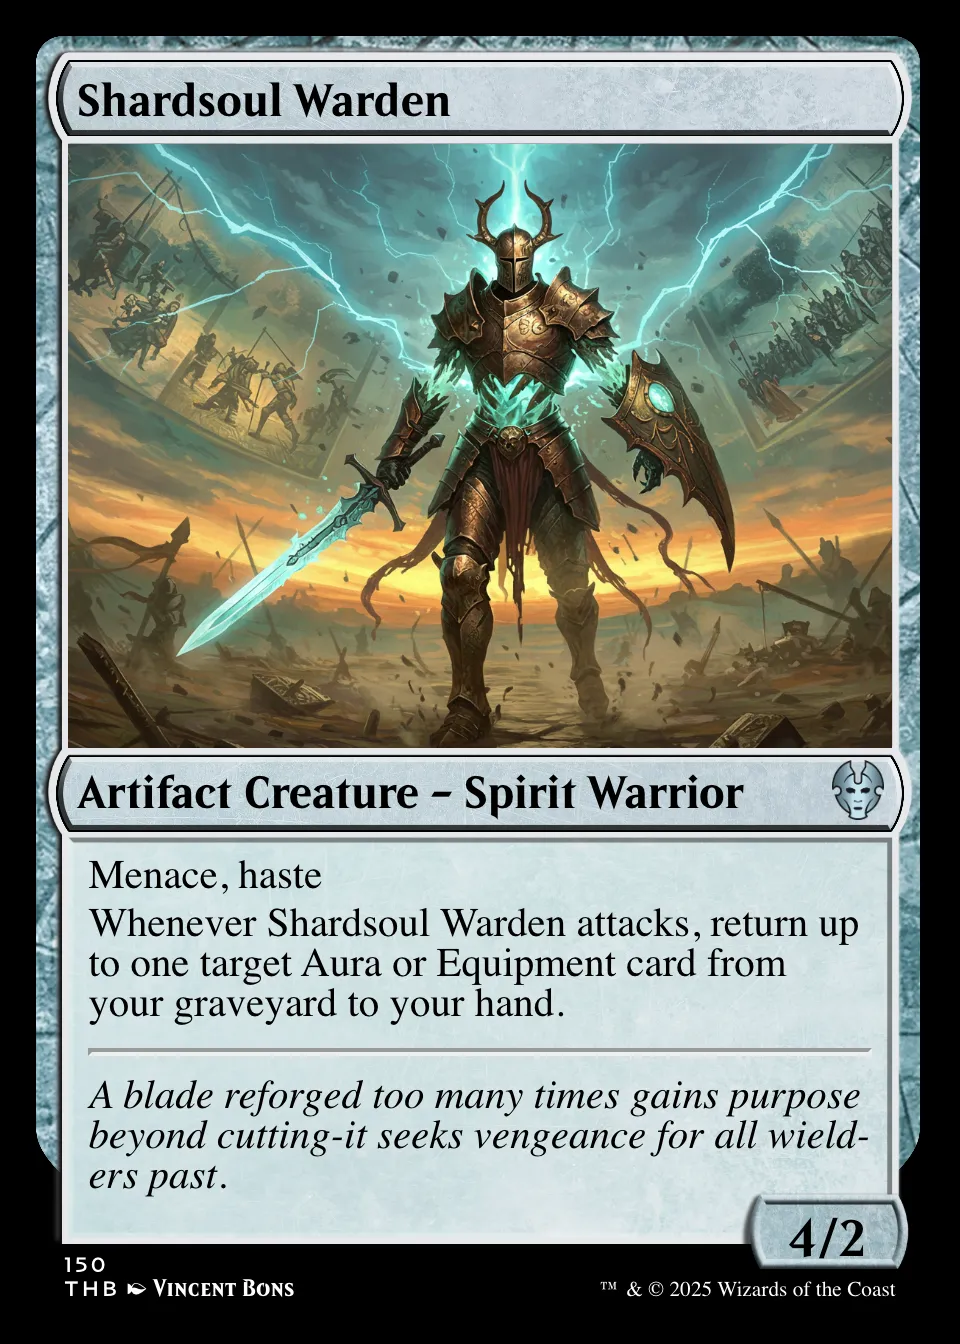 Shardsoul Warden
Artifact Creature – Spirit Warrior
Menace, haste
Whenever Shardsoul Warden attacks, return up
to one target Aura or Equipment card from
your graveyard to your hand.
A blade reforged too many times gains purpose
beyond cutting-it seeks vengeance for all wield-
ers past.
4/2
150
THB Vincent Bons
™ & © 2025 Wizards of the Coast